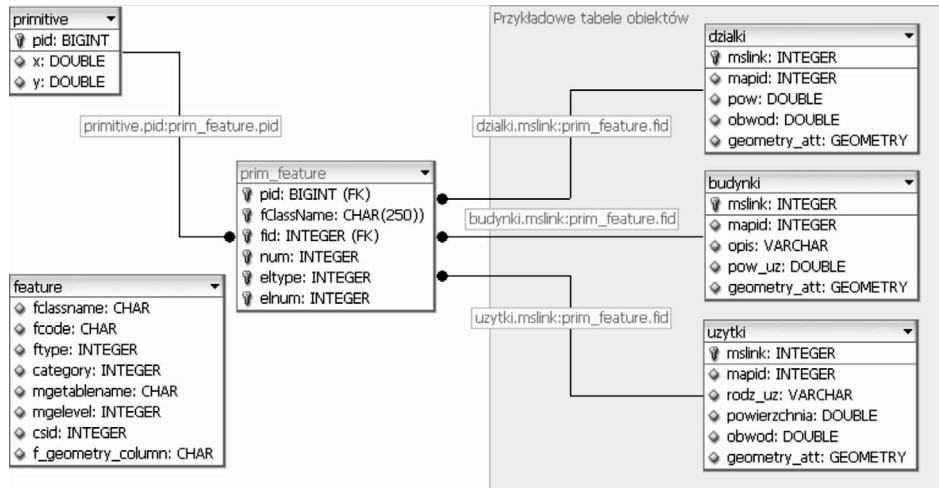 primitive
pid: BIGINT
x: DOUBLE
y: DOUBLE
primitive.pid:prim_feature.pid
prim_feature
pid: BIGINT (FK)
fClassName: CHAR(250))
fid: INTEGER (FK)
num: INTEGER
eltype: INTEGER
elnum: INTEGER
feature
fclassname: CHAR
fcode: CHAR
ftype: INTEGER
category: INTEGER
mgetablename: CHAR
mgelevel: INTEGER
csid: INTEGER
f_geometry_column: CHAR
Przykładowe tabele obiektów
dzialki.mslink:prim_feature.fid
budynki.mslink:prim_feature.fid
uzytki.mslink:prim_feature.fid
dzialki
mslink: INTEGER
mapid: INTEGER
pow: DOUBLE
obwod: DOUBLE
geometry_att: GEOMETRY
budynki
mslink: INTEGER
mapid: INTEGER
opis: VARCHAR
pow_uz: DOUBLE
geometry_att: GEOMETRY
uzytki
mslink: INTEGER
mapid: INTEGER
rodz_uz: VARCHAR
powierzchnia: DOUBLE
obwod: DOUBLE
geometry_att: GEOMETRY